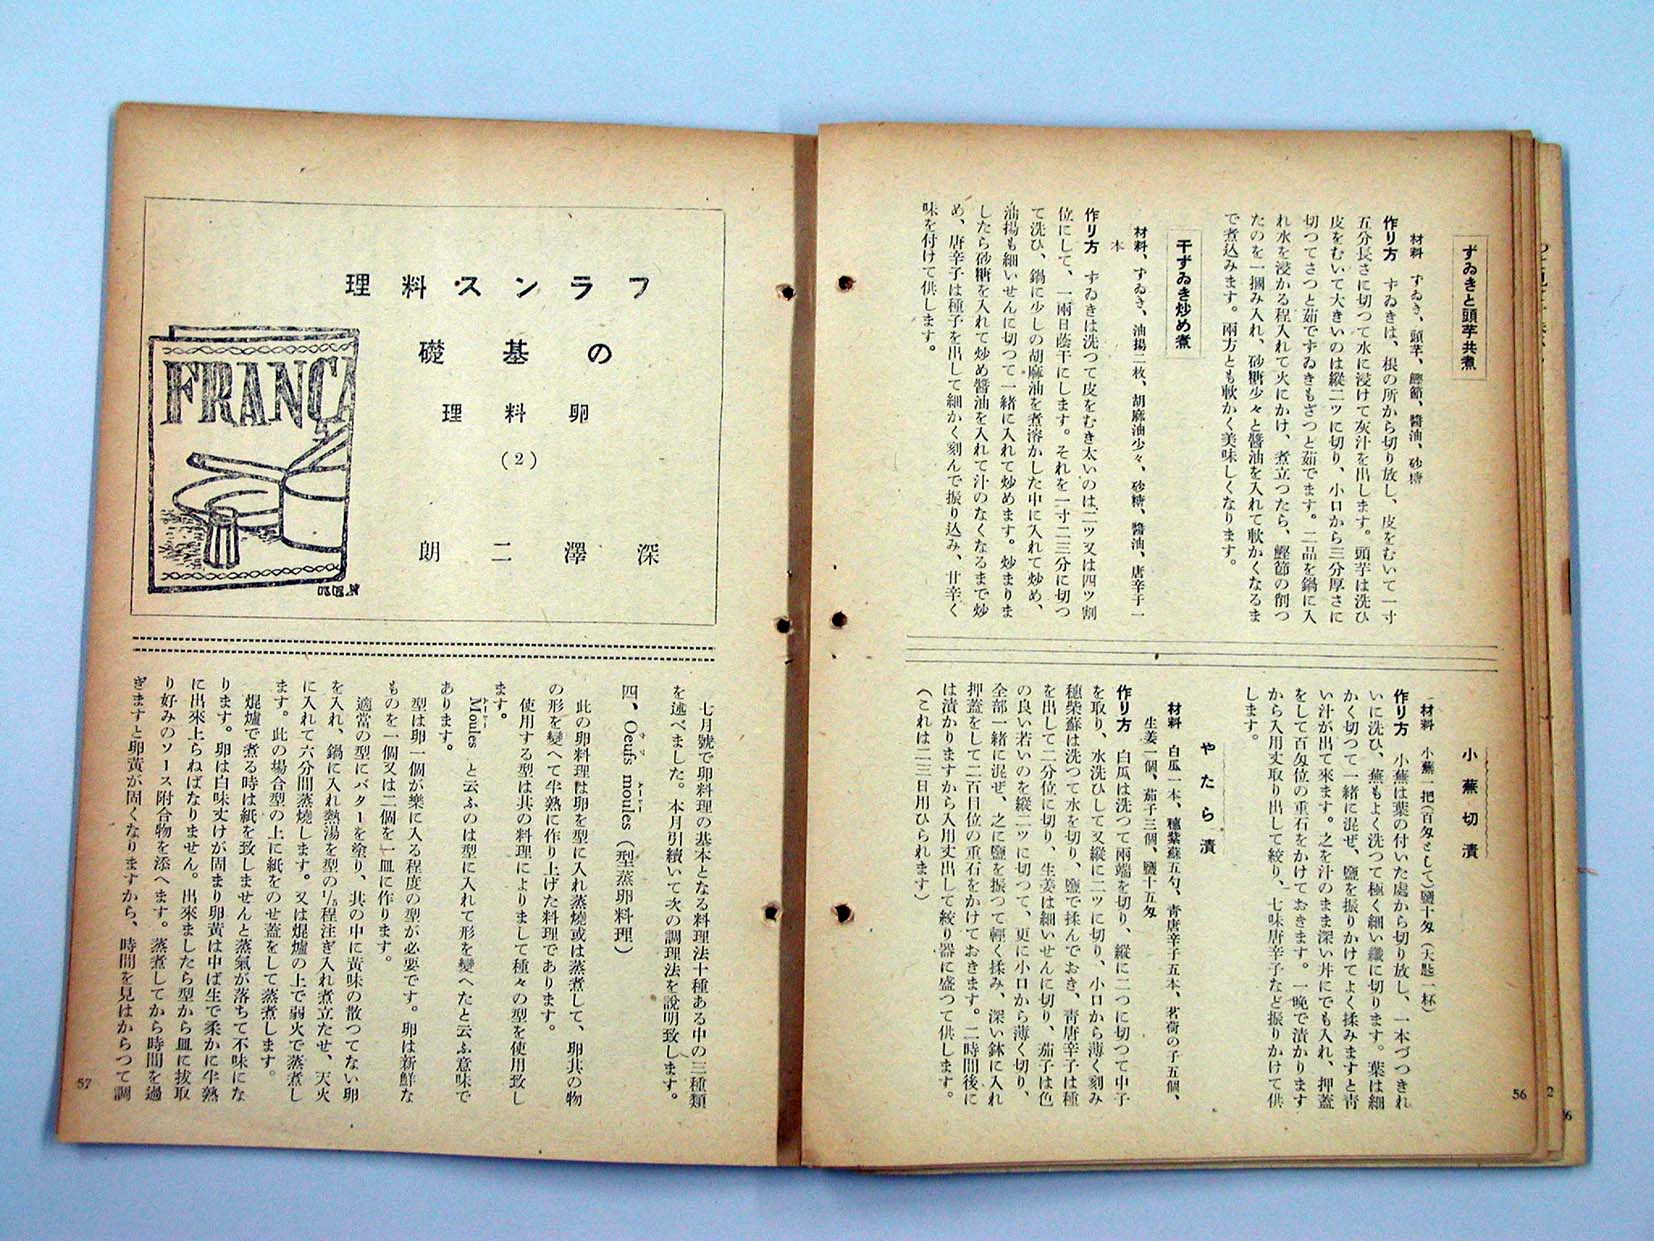 ずゐきと頭芋共煮
材料　ずゐき、頭芋、鰹節、醬油、砂糖
作り方　ずゐきは、根の所から切り放し、皮をむいて一寸
五分長さに切つて水に浸けて灰汁を出します。頭芋は洗ひ
皮をむいて大きいのは縱二ツに切り、小口から三分厚さに
切つてさつと茹でずゐきもざつと茹でます。二品を鍋に入
れ水を浸かる程入れて火にかけ、煮立つたら、鰹節の削つ
たのを一摑み入れ、砂糖少々と醬油を入れて軟かくなるま
で煮込みます。兩方とも軟かく美味しくなります。
干ずゐき炒め煮
材料、ずゐき、油揚二枚、胡麻油少々、砂糖、醬油、唐辛子一
本
作り方　ずゐきは洗つて皮をむき太いのは二ツ又は四ツ割
位にして、一兩日蔭干にします。それを一寸二三分に切つ
て洗ひ、鍋に少しの胡麻油を煮溶かした中に入れて炒め、
油揚も細いせんに切つて一緖に入れて炒めます。炒まりま
したら砂糖を入れて炒め醬油を入れて汁のなくなるまで炒
め、唐辛子は種子を出して細かく刻んで振り込み、甘辛く
味を付けて供します。
小蕪切漬
材料　小蕪一把(百匁として)鹽十匁(大匙一杯)
作り方　小蕪は葉の付いた處から切り放し、一本づつきれ
いに洗ひ、蕪もよく洗つて極く細い纖に切ります。葉は細
かく切つて一緖に混ぜ、鹽を振りかけてよく揉みますと靑
い汁が出て來ます。之を汁のまま深い丼にでも入れ、押蓋
をして百匁位の重石をかけておきます。一晚で漬かります
から入用丈取り出して絞り、七味唐辛子など振りかけて供
します。
やたら漬
材料　白瓜一本、穗紫蘇五勺、靑唐辛子五本、茗荷の子五個、
生姜一個、茄子三個、鹽十五匁
作り方　白瓜は洗つて兩端を切り、縱に二つに切つて中子
を取り、水洗ひして又縱に二ツに切り、小口から薄く刻み
穗柴蘇は洗つて水を切り、鹽で揉んでおき、靑唐辛子は種
を出して二分位に切り、生姜は細いせんに切り、茄子は色
の良い若いのを縱二ツに切つて、更に小口から薄く切り、
全部一緖に混ぜ、之に鹽を振つて輕く揉み、深い鉢に入れ
押蓋をして二百目位の重石をかけておきます。二時間後に
は漬かりますから入用丈出して絞り器に盛つて供します。
(これは二三日用ひられます)
56
フランス料理
の基礎
卵料理
(2)
深澤二朗
FRANÇA
七月號で卵料理の基本となる料理法十種ある中の三種類
を述べました。本月引續いて次の調理法を說明致します。
四、Oeufs moules (型蒸卵料理)
此の卵料理は卵を型に入れ蒸燒或は蒸煮して、卵共の物
の形を變へて半熟に作り上げた料理であります。
使用する型は其の料理によりまして種々の型を使用致し
ます。
Moules と云ふのは型に入れて形を變へたと云ふ意味で
あります。
型は卵一個が樂に入る程度の型が必要です。卵は新鮮な
ものを一個又は二個を一皿に作ります。
適當の型にバターを塗り、其の中に黃味の散つてない卵
を入れ、鍋に入れ熱湯を型の1/5程注ぎ入れ煮立たせ、天火
に入れて六分間蒸燒します。又は焜爐の上で弱火で蒸煮し
ます。此の場合型の上に紙をのせ蓋をして蒸煮します。
焜爐で煮る時は紙を致しませんと蒸氣が落ちて不味にな
ります。卵は白味丈けが固まり卵黃は中ば生で柔かに半熟
に出來上らねばなりません。出來ましたら型から皿に拔取
り好みのソース附合物を添へます。蒸煮してから時間を過
ぎますと卵黃が固くなりますから、時間を見はからつて調
57